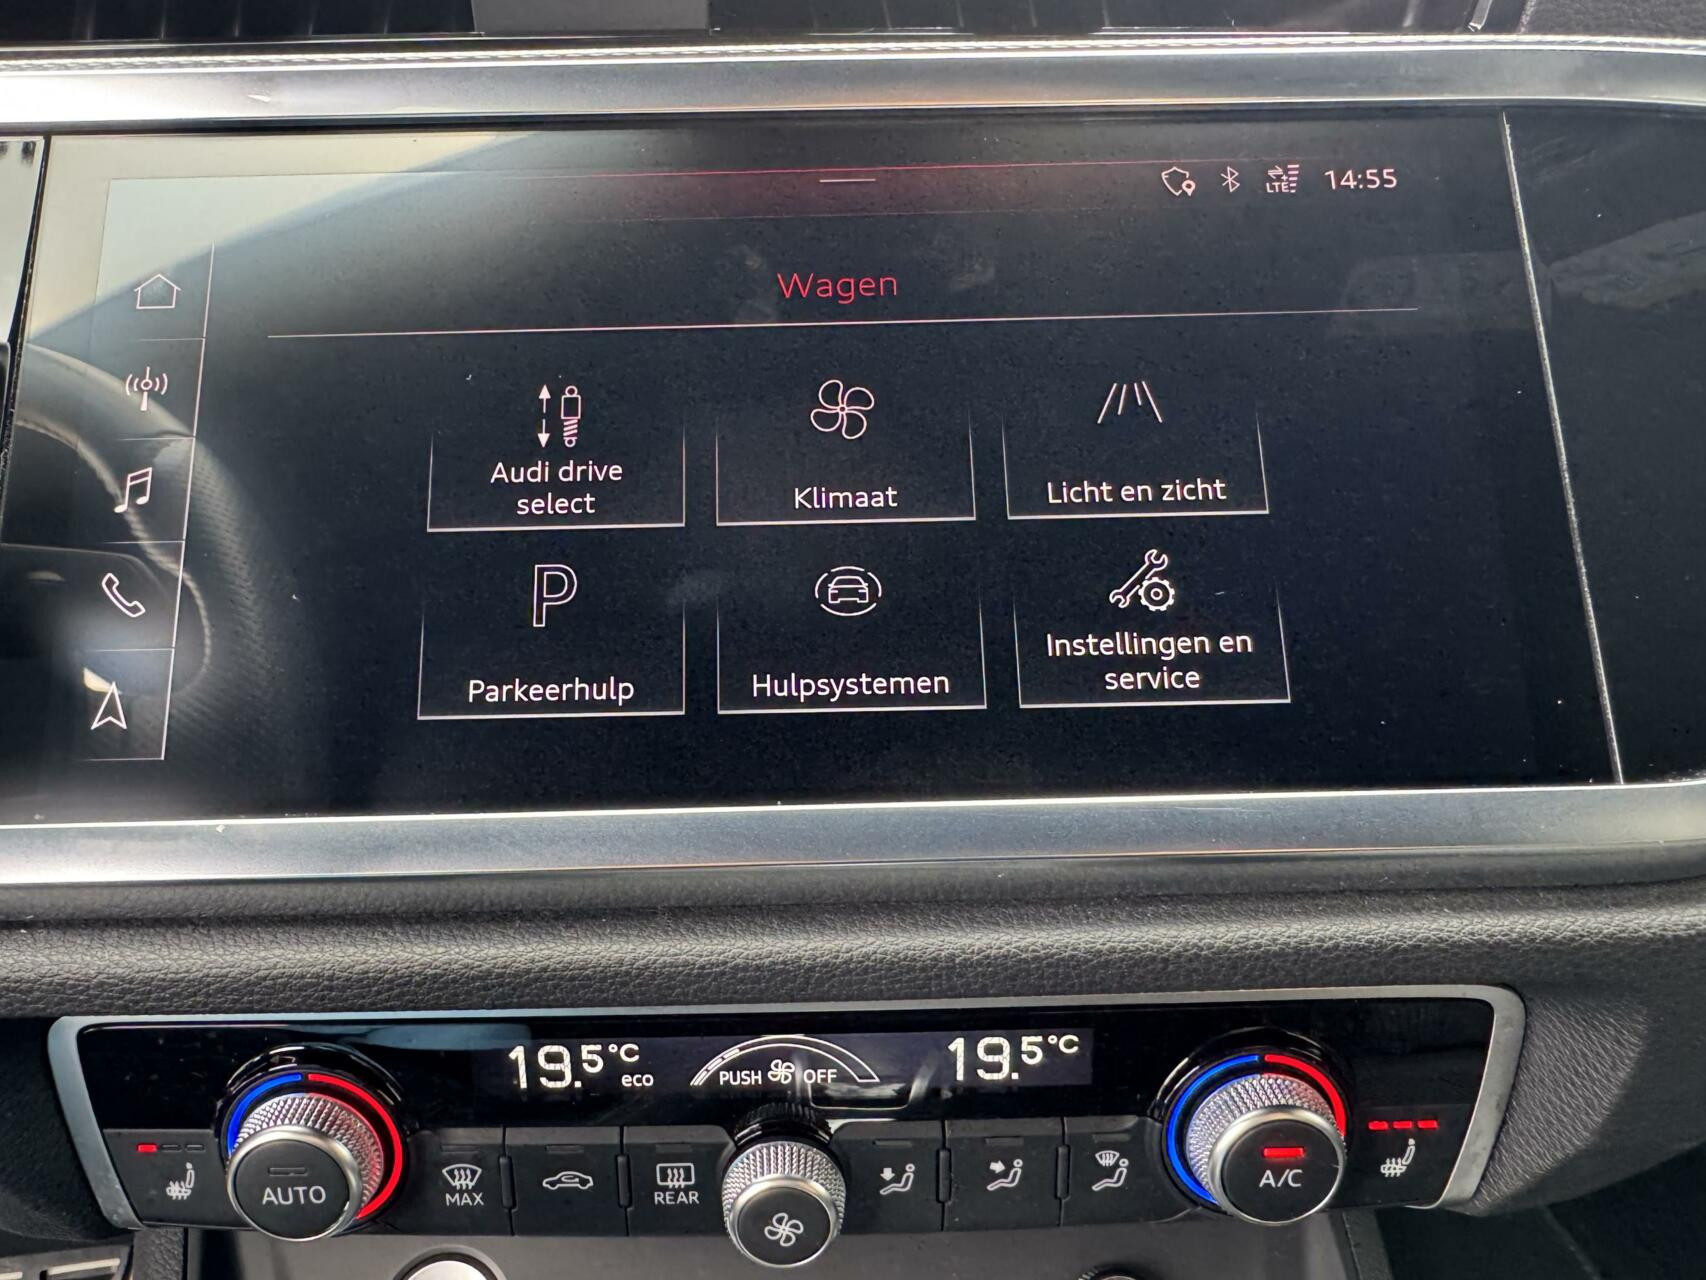 LTE 14:55
Wagen
Audi drive
select
Klimaat
Licht en zicht
P
Parkeerhulp
Hulpsystemen
Instellingen en
service
19.5°C
eco
PUSH OFF
19.5°C
AUTO
MAX
REAR
A/C